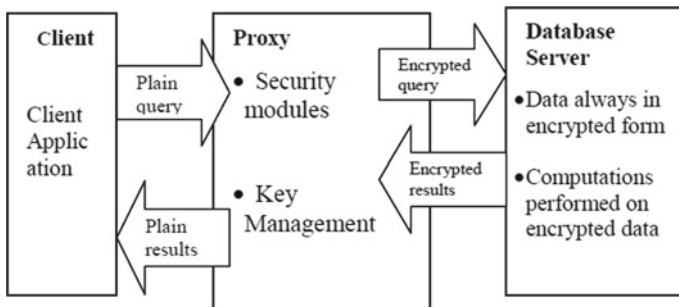 Client
Client
Applic
ation
Plain
query
Plain
results
Proxy
• Security
modules
• Key
Management
Encrypted
query
Encrypted
results
Database
Server
•Data always in
encrypted form
•Computations
performed on
encrypted data